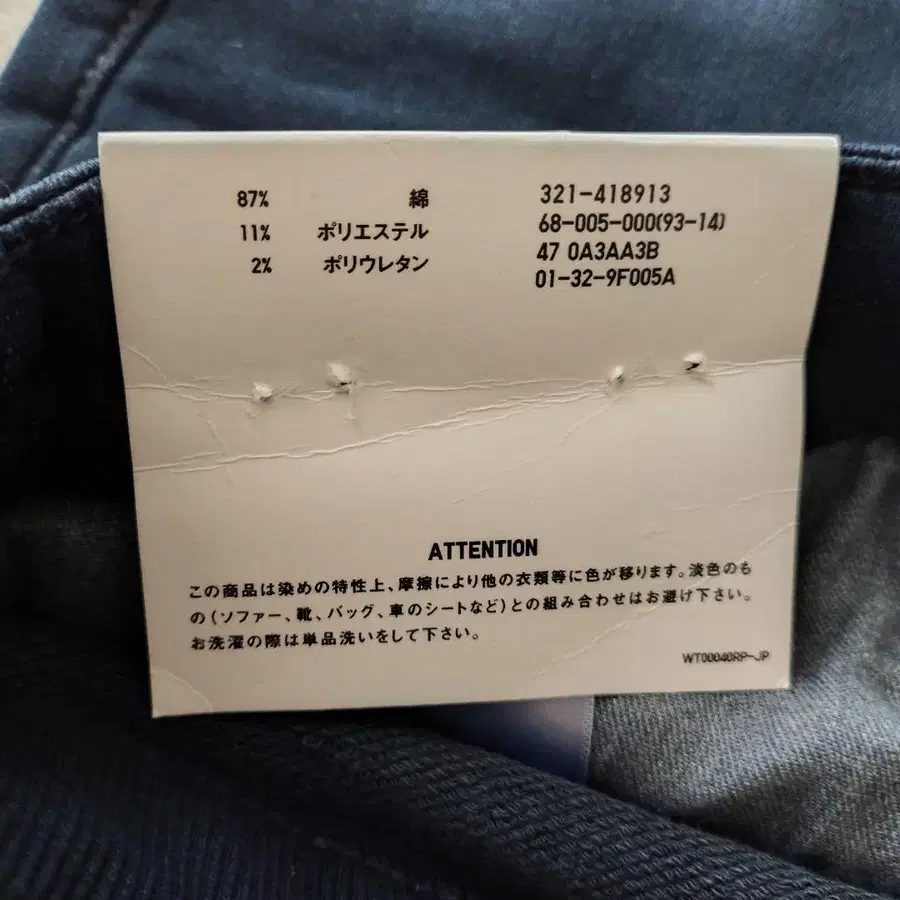 87% 綿
11% ポリエステル
2% ポリウレタン
321-418913
68-005-000(93-14)
47 0A3AA3B
01-32-9F005A
ATTENTION
この商品は染めの特性上、摩擦により他の衣類等に色が移ります。淡色のも
の(ソファー、靴、バッグ、車のシートなど)との組み合わせはお避け下さい。
お洗濯の際は単品洗いをして下さい。
WT00040RP-JP